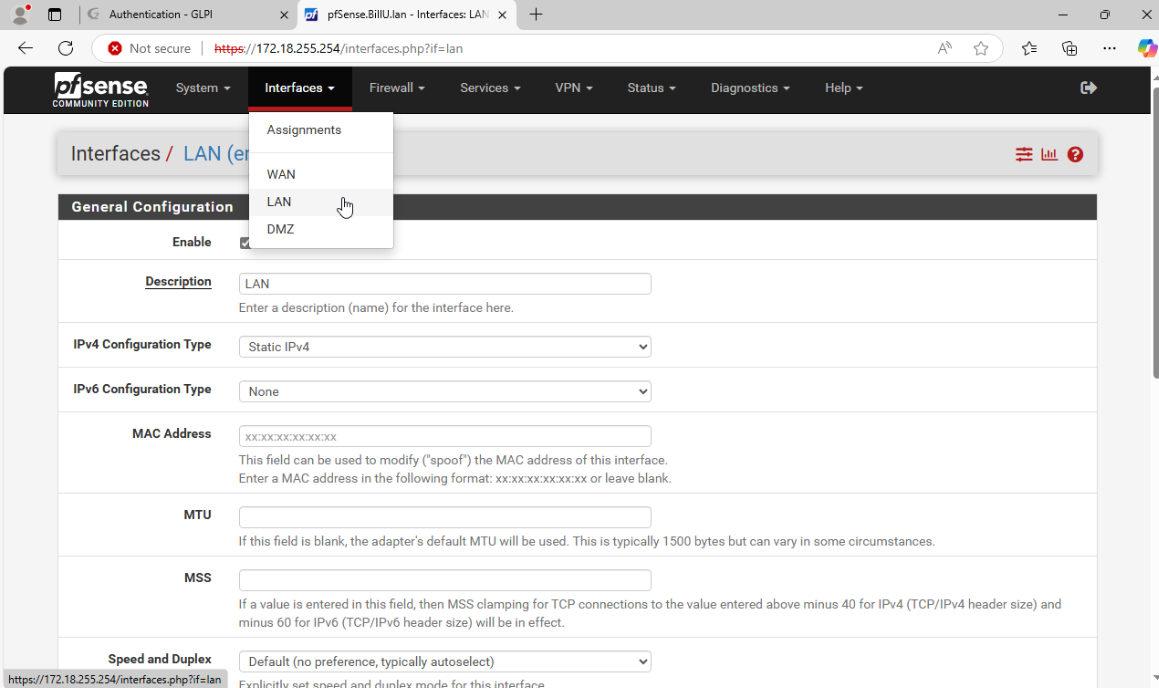 Authentication - GLPI
pfSense.BillU.lan - Interfaces: LAN
Not secure
https://172.18.255.254/interfaces.php?if=lan
pfsense
COMMUNITY EDITION
System
Interfaces
Firewall
Services
VPN
Status
Diagnostics
Help
Assignments
WAN
LAN
DMZ
Interfaces / LAN (er
General Configuration
Enable
Description
LAN
Enter a description (name) for the interface here.
IPv4 Configuration Type
Static IPv4
IPv6 Configuration Type
None
MAC Address
xx:xx:xx:xx:xx:xx
This field can be used to modify ("spoof") the MAC address of this interface.
Enter a MAC address in the following format: xx:xx:xx:xx:xx:xx or leave blank.
MTU
If this field is blank, the adapter's default MTU will be used. This is typically 1500 bytes but can vary in some circumstances.
MSS
If a value is entered in this field, then MSS clamping for TCP connections to the value entered above minus 40 for IPv4 (TCP/IPv4 header size) and
minus 60 for IPv6 (TCP/IPv6 header size) will be in effect.
Speed and Duplex
Default (no preference, typically autoselect)
Explicitly set speed and duplex mode for this interface.
https://172.18.255.254/interfaces.php?if=lan